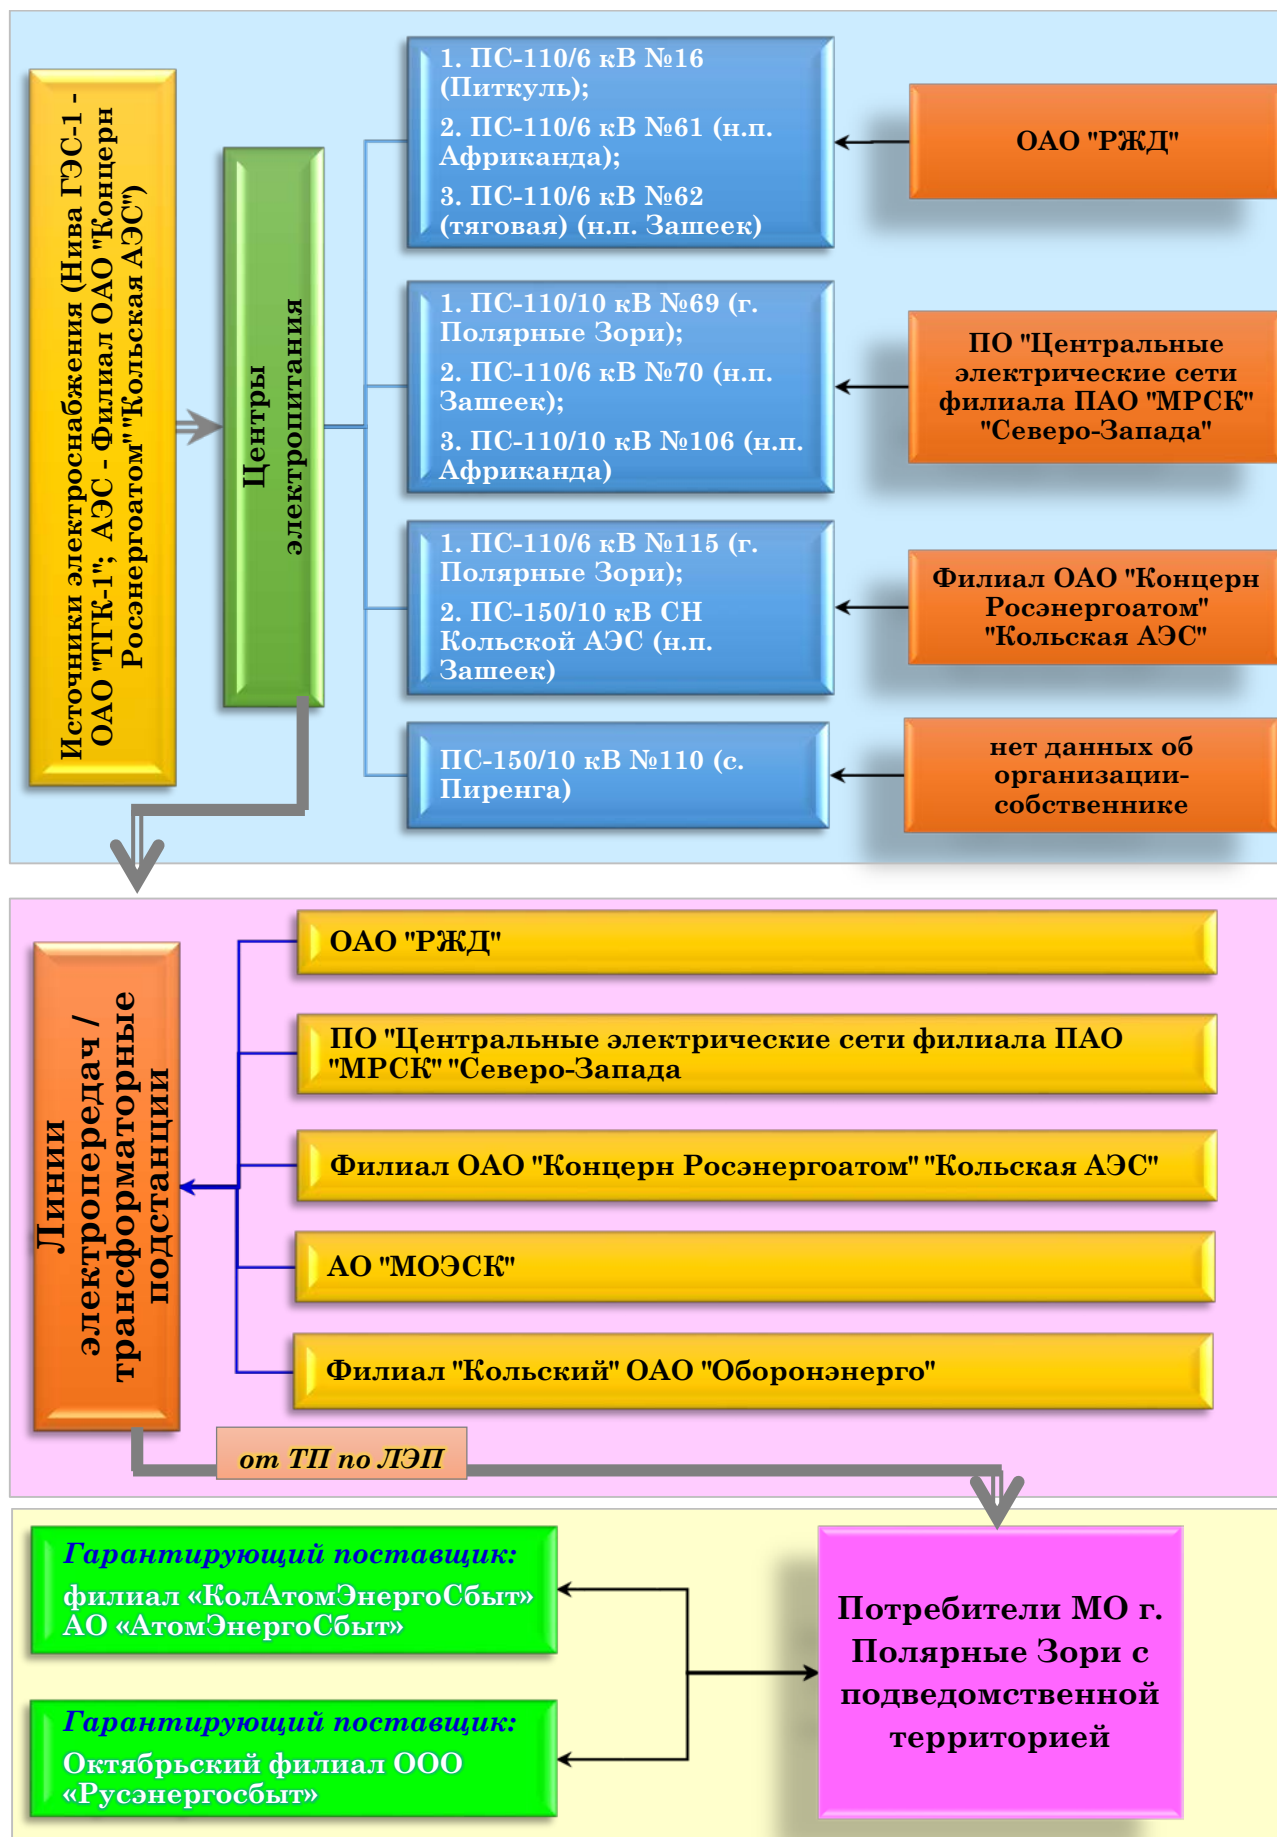 Источники электроснабжения (Нива ГЭС-1 -
ОАО "ТГК-1"; АЭС - Филиал ОАО "Концерн
Росэнергоатом" "Кольская АЭС")
Центры
электропитания
1. ПС-110/6 кВ №16
(Питкуль);
2. ПС-110/6 кВ №61 (н.п.
Африканда);
3. ПС-110/6 кВ №62
(тяговая) (н.п. Зашеек)
ОАО "РЖД"
1. ПС-110/10 кВ №69 (г.
Полярные Зори);
2. ПС-110/6 кВ №70 (н.п.
Зашеек);
3. ПС-110/10 кВ №106 (н.п.
Африканда)
ПО "Центральные
электрические сети
филиала ПАО "МРСК"
"Северо-Запада"
1. ПС-110/6 кВ №115 (г.
Полярные Зори);
2. ПС-150/10 кВ СН
Кольской АЭС (н.п.
Зашеек)
Филиал ОАО "Концерн
Росэнергоатом"
"Кольская АЭС"
ПС-150/10 кВ №110 (с.
Пиренга)
нет данных об
организации-
собственнике
Линии
электропередач /
трансформаторные
подстанции
ОАО "РЖД"
ПО "Центральные электрические сети филиала ПАО
"МРСК" "Северо-Запада
Филиал ОАО "Концерн Росэнергоатом" "Кольская АЭС"
АО "МОЭСК"
Филиал "Кольский" ОАО "Оборонэнерго"
от ТП по ЛЭП
Гарантирующий поставщик:
филиал «КолАтомЭнергоСбыт»
АО «АтомЭнергоСбыт»
Гарантирующий поставщик:
Октябрьский филиал ООО
«Русэнергосбыт»
Потребители МО г.
Полярные Зори с
подведомственной
территорией